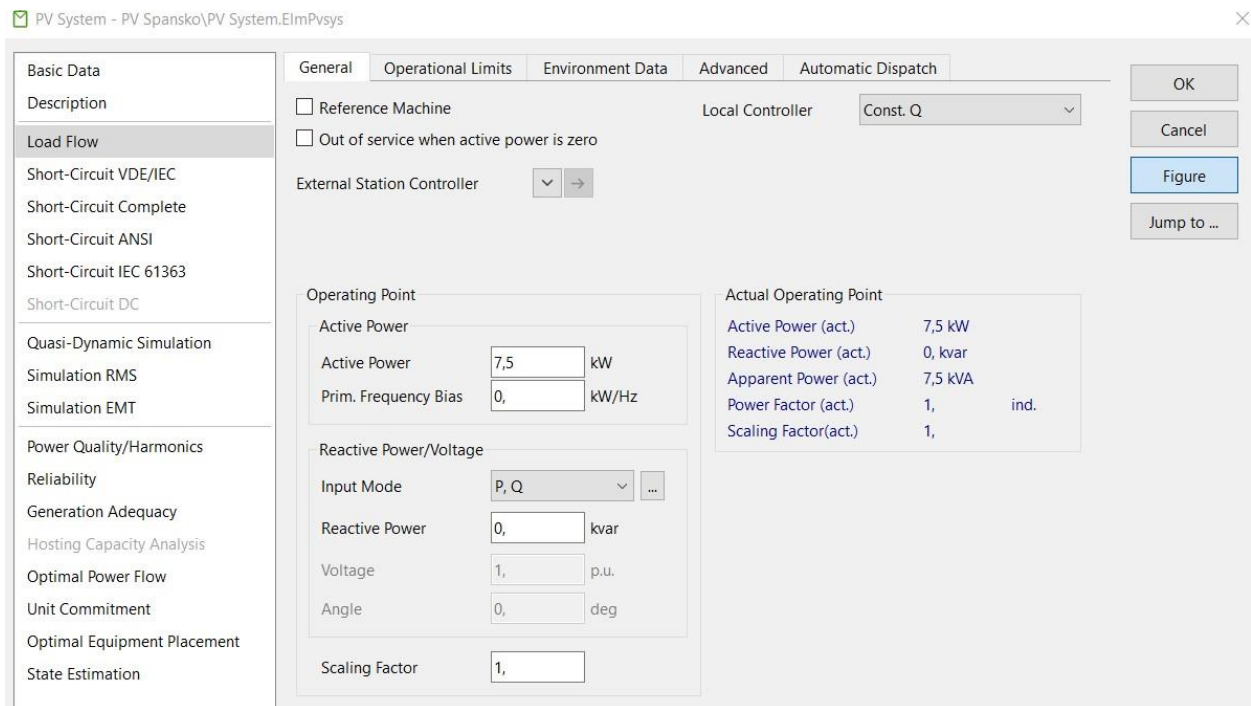 PV System - PV Spansko\PV System.ElmPvsys
Basic Data
Description
Load Flow
Short-Circuit VDE/IEC
Short-Circuit Complete
Short-Circuit ANSI
Short-Circuit IEC 61363
Short-Circuit DC
Quasi-Dynamic Simulation
Simulation RMS
Simulation EMT
Power Quality/Harmonics
Reliability
Generation Adequacy
Hosting Capacity Analysis
Optimal Power Flow
Unit Commitment
Optimal Equipment Placement
State Estimation
General Operational Limits Environment Data Advanced Automatic Dispatch
Reference Machine
Out of service when active power is zero
Local Controller Const. Q
External Station Controller
Operating Point
Active Power
Active Power 7,5 kW
Prim. Frequency Bias 0, kW/Hz
Reactive Power/Voltage
Input Mode P, Q ...
Reactive Power 0, kvar
Voltage 1, p.u.
Angle 0, deg
Scaling Factor 1,
Actual Operating Point
Active Power (act.) 7,5 kW
Reactive Power (act.) 0, kvar
Apparent Power (act.) 7,5 kVA
Power Factor (act.) 1, ind.
Scaling Factor(act.) 1,
OK
Cancel
Figure
Jump to ...